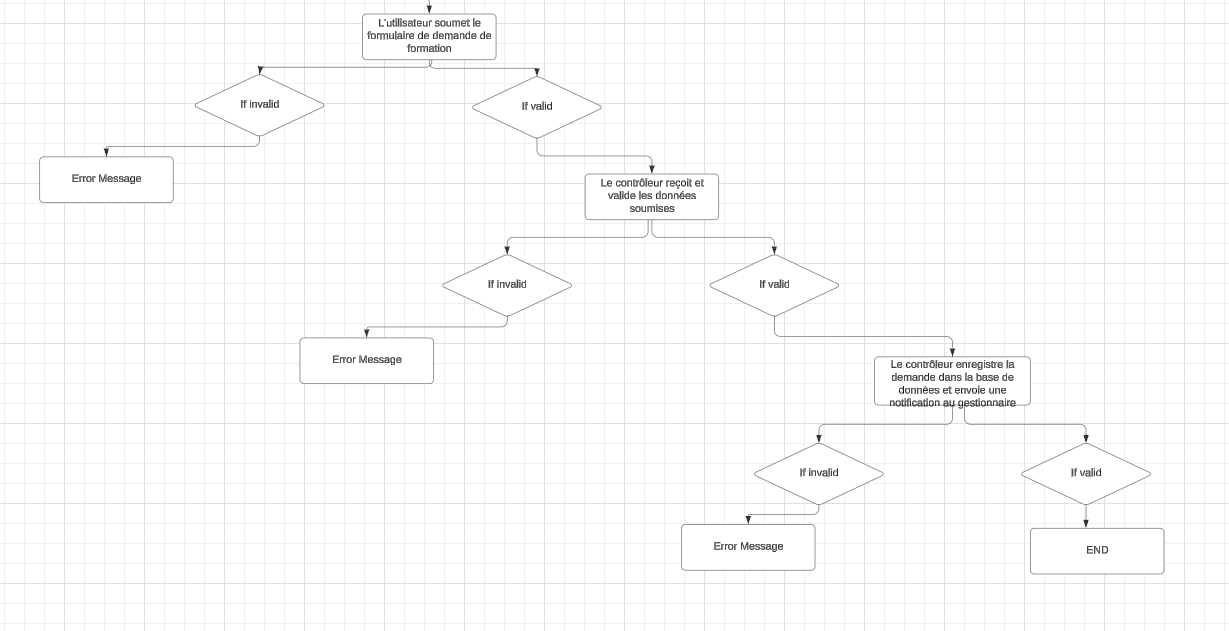 L'utilisateur soumet le
formulaire de demande de
formation
If invalid
If valid
Error Message
Le contrôleur reçoit et
valide les données
soumises
If invalid
If valid
Error Message
Le contrôleur enregistre la
demande dans la base de
données et envoie une
notification au gestionnaire
If invalid
If valid
Error Message
END